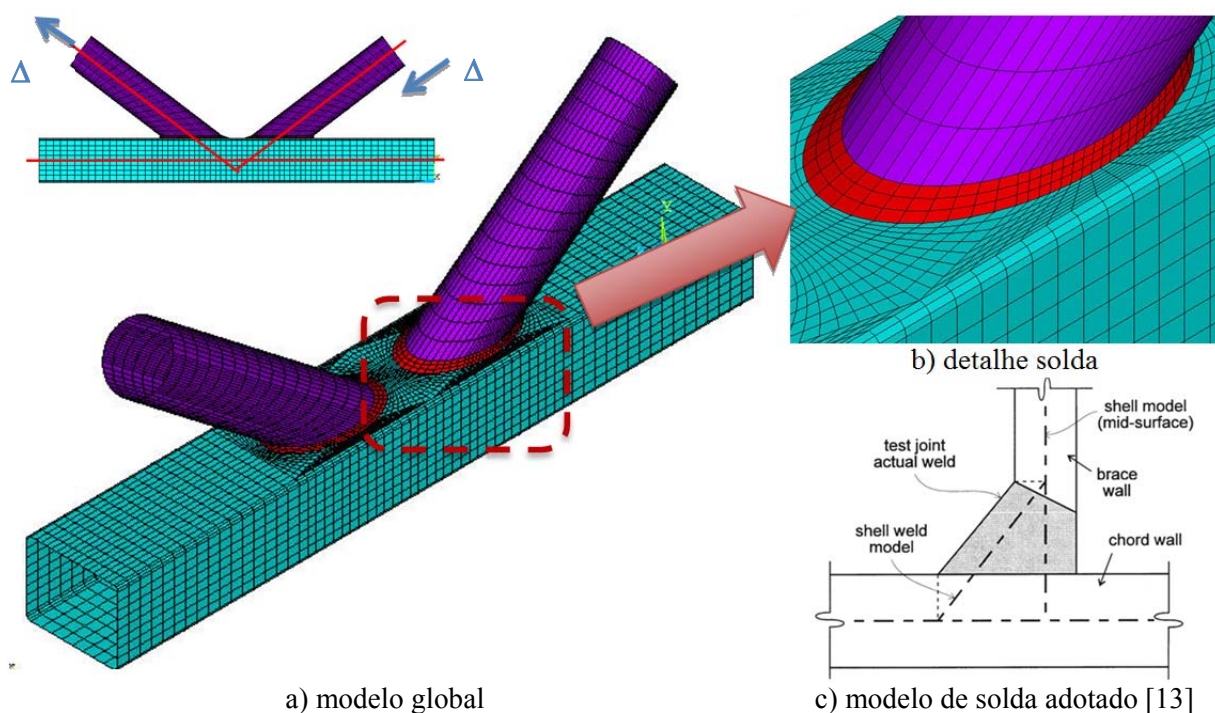 Δ
Δ
Y
b) detalhe solda
shell model
(mid-surface)
test joint
actual weld
brace
wall
shell weld
model
chord wall
a) modelo global
c) modelo de solda adotado [13]